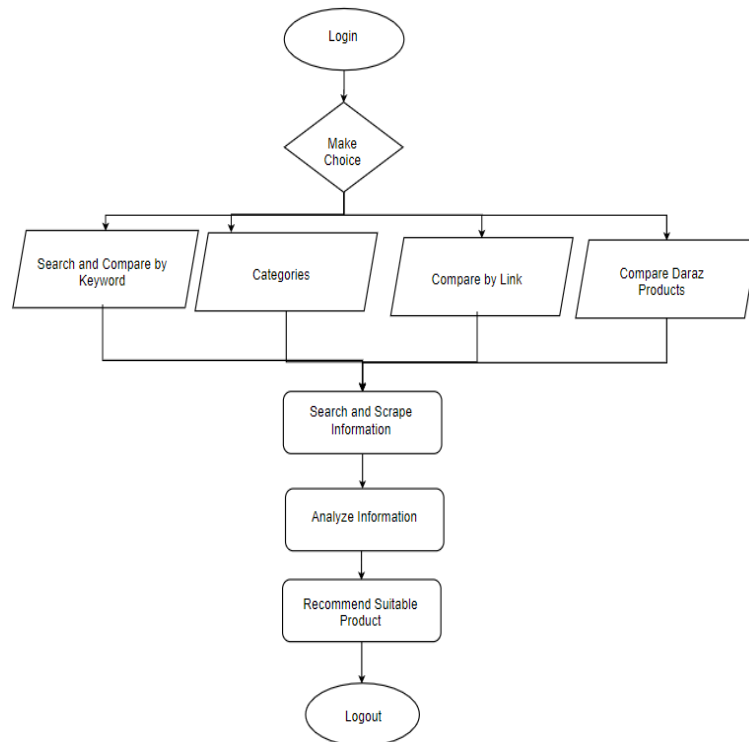 Login
Make
Choice
Search and Compare by
Keyword
Categories
Compare by Link
Compare Daraz
Products
Search and Scrape
Information
Analyze Information
Recommend Suitable
Product
Logout